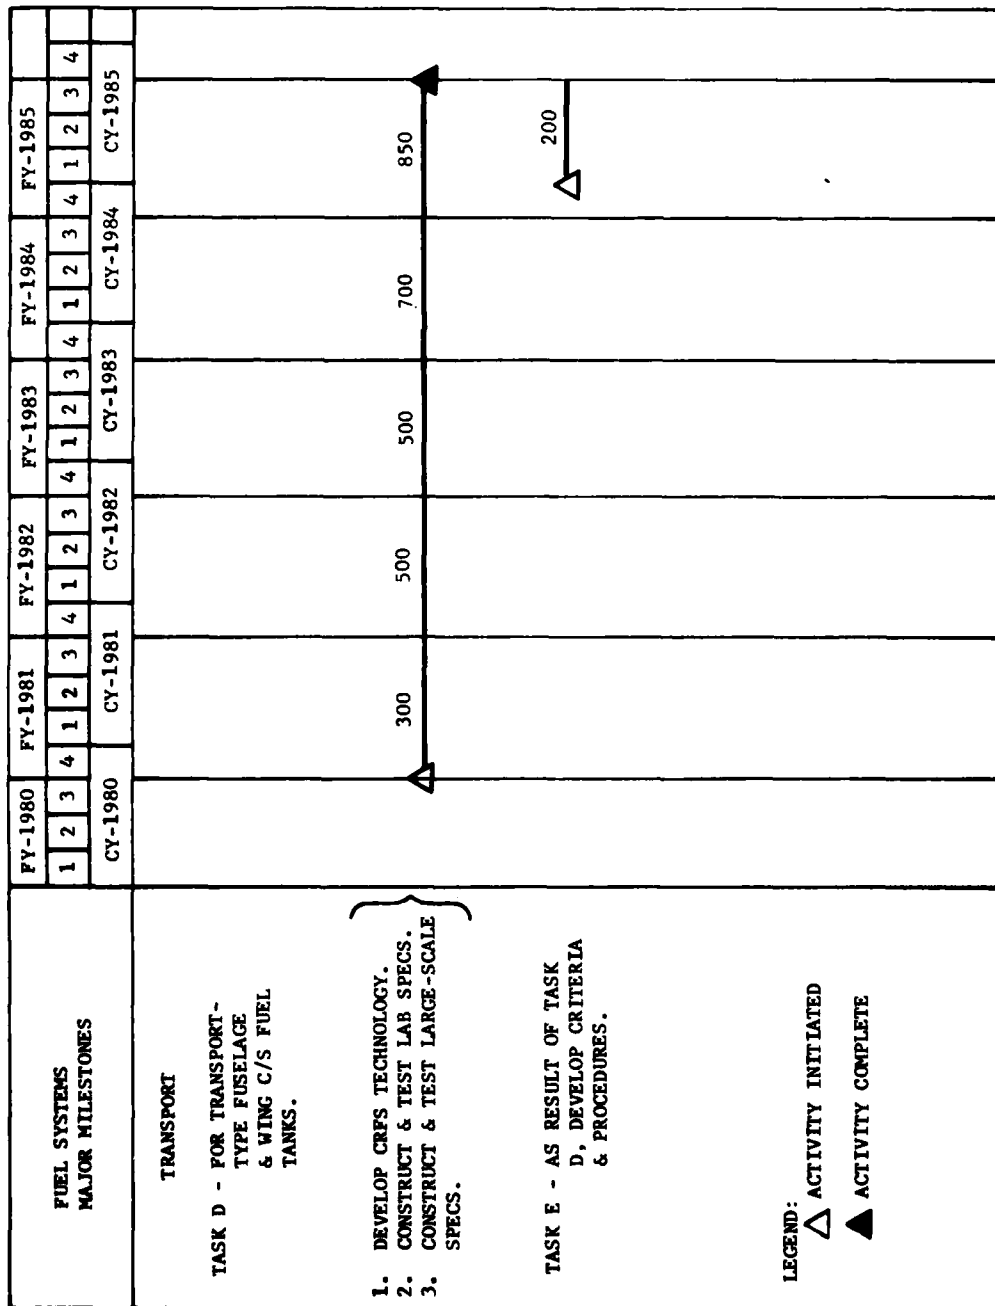 FUEL SYSTEMS
MAJOR MILESTONES
FY-1980 FY-1981 FY-1982 FY-1983 FY-1984 FY-1985
1 2 3 4 1 2 3 4 1 2 3 4 1 2 3 4 1 2 3 4 1 2 3 4
CY-1980 CY-1981 CY-1982 CY-1983 CY-1984 CY-1985
TRANSPORT
TASK D - FOR TRANSPORT-
TYPE FUSELAGE
& WING C/S FUEL
TANKS.
1. DEVELOP CRFS TECHNOLOGY.
2. CONSTRUCT & TEST LAB SPECS.
3. CONSTRUCT & TEST LARGE-SCALE
SPECS.
300 500 500 700 850
TASK E - AS RESULT OF TASK
D, DEVELOP CRITERIA
& PROCEDURES.
200
LEGEND:
ACTIVITY INITIATED
ACTIVITY COMPLETE